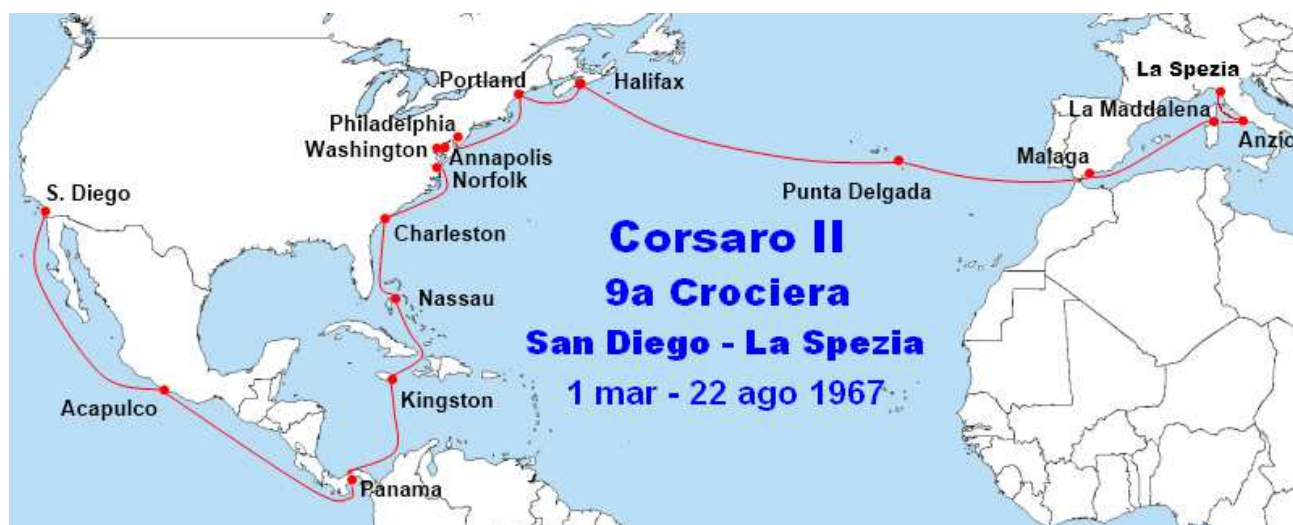 La Spezia
Portland
Halifax
La Maddalena
Philadelphia
Anzio
Washington
Annapolis
Malaga
Norfolk
Punta Delgada
S. Diego
Charleston
Corsaro II
9a Crociera
Nassau
San Diego - La Spezia
1 mar - 22 ago 1967
Acapulco
Kingston
Panama